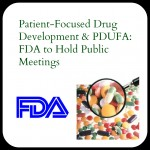 Patient-Focused Drug
Development & PDUFA:
FDA to Hold Public
Meetings
FDA